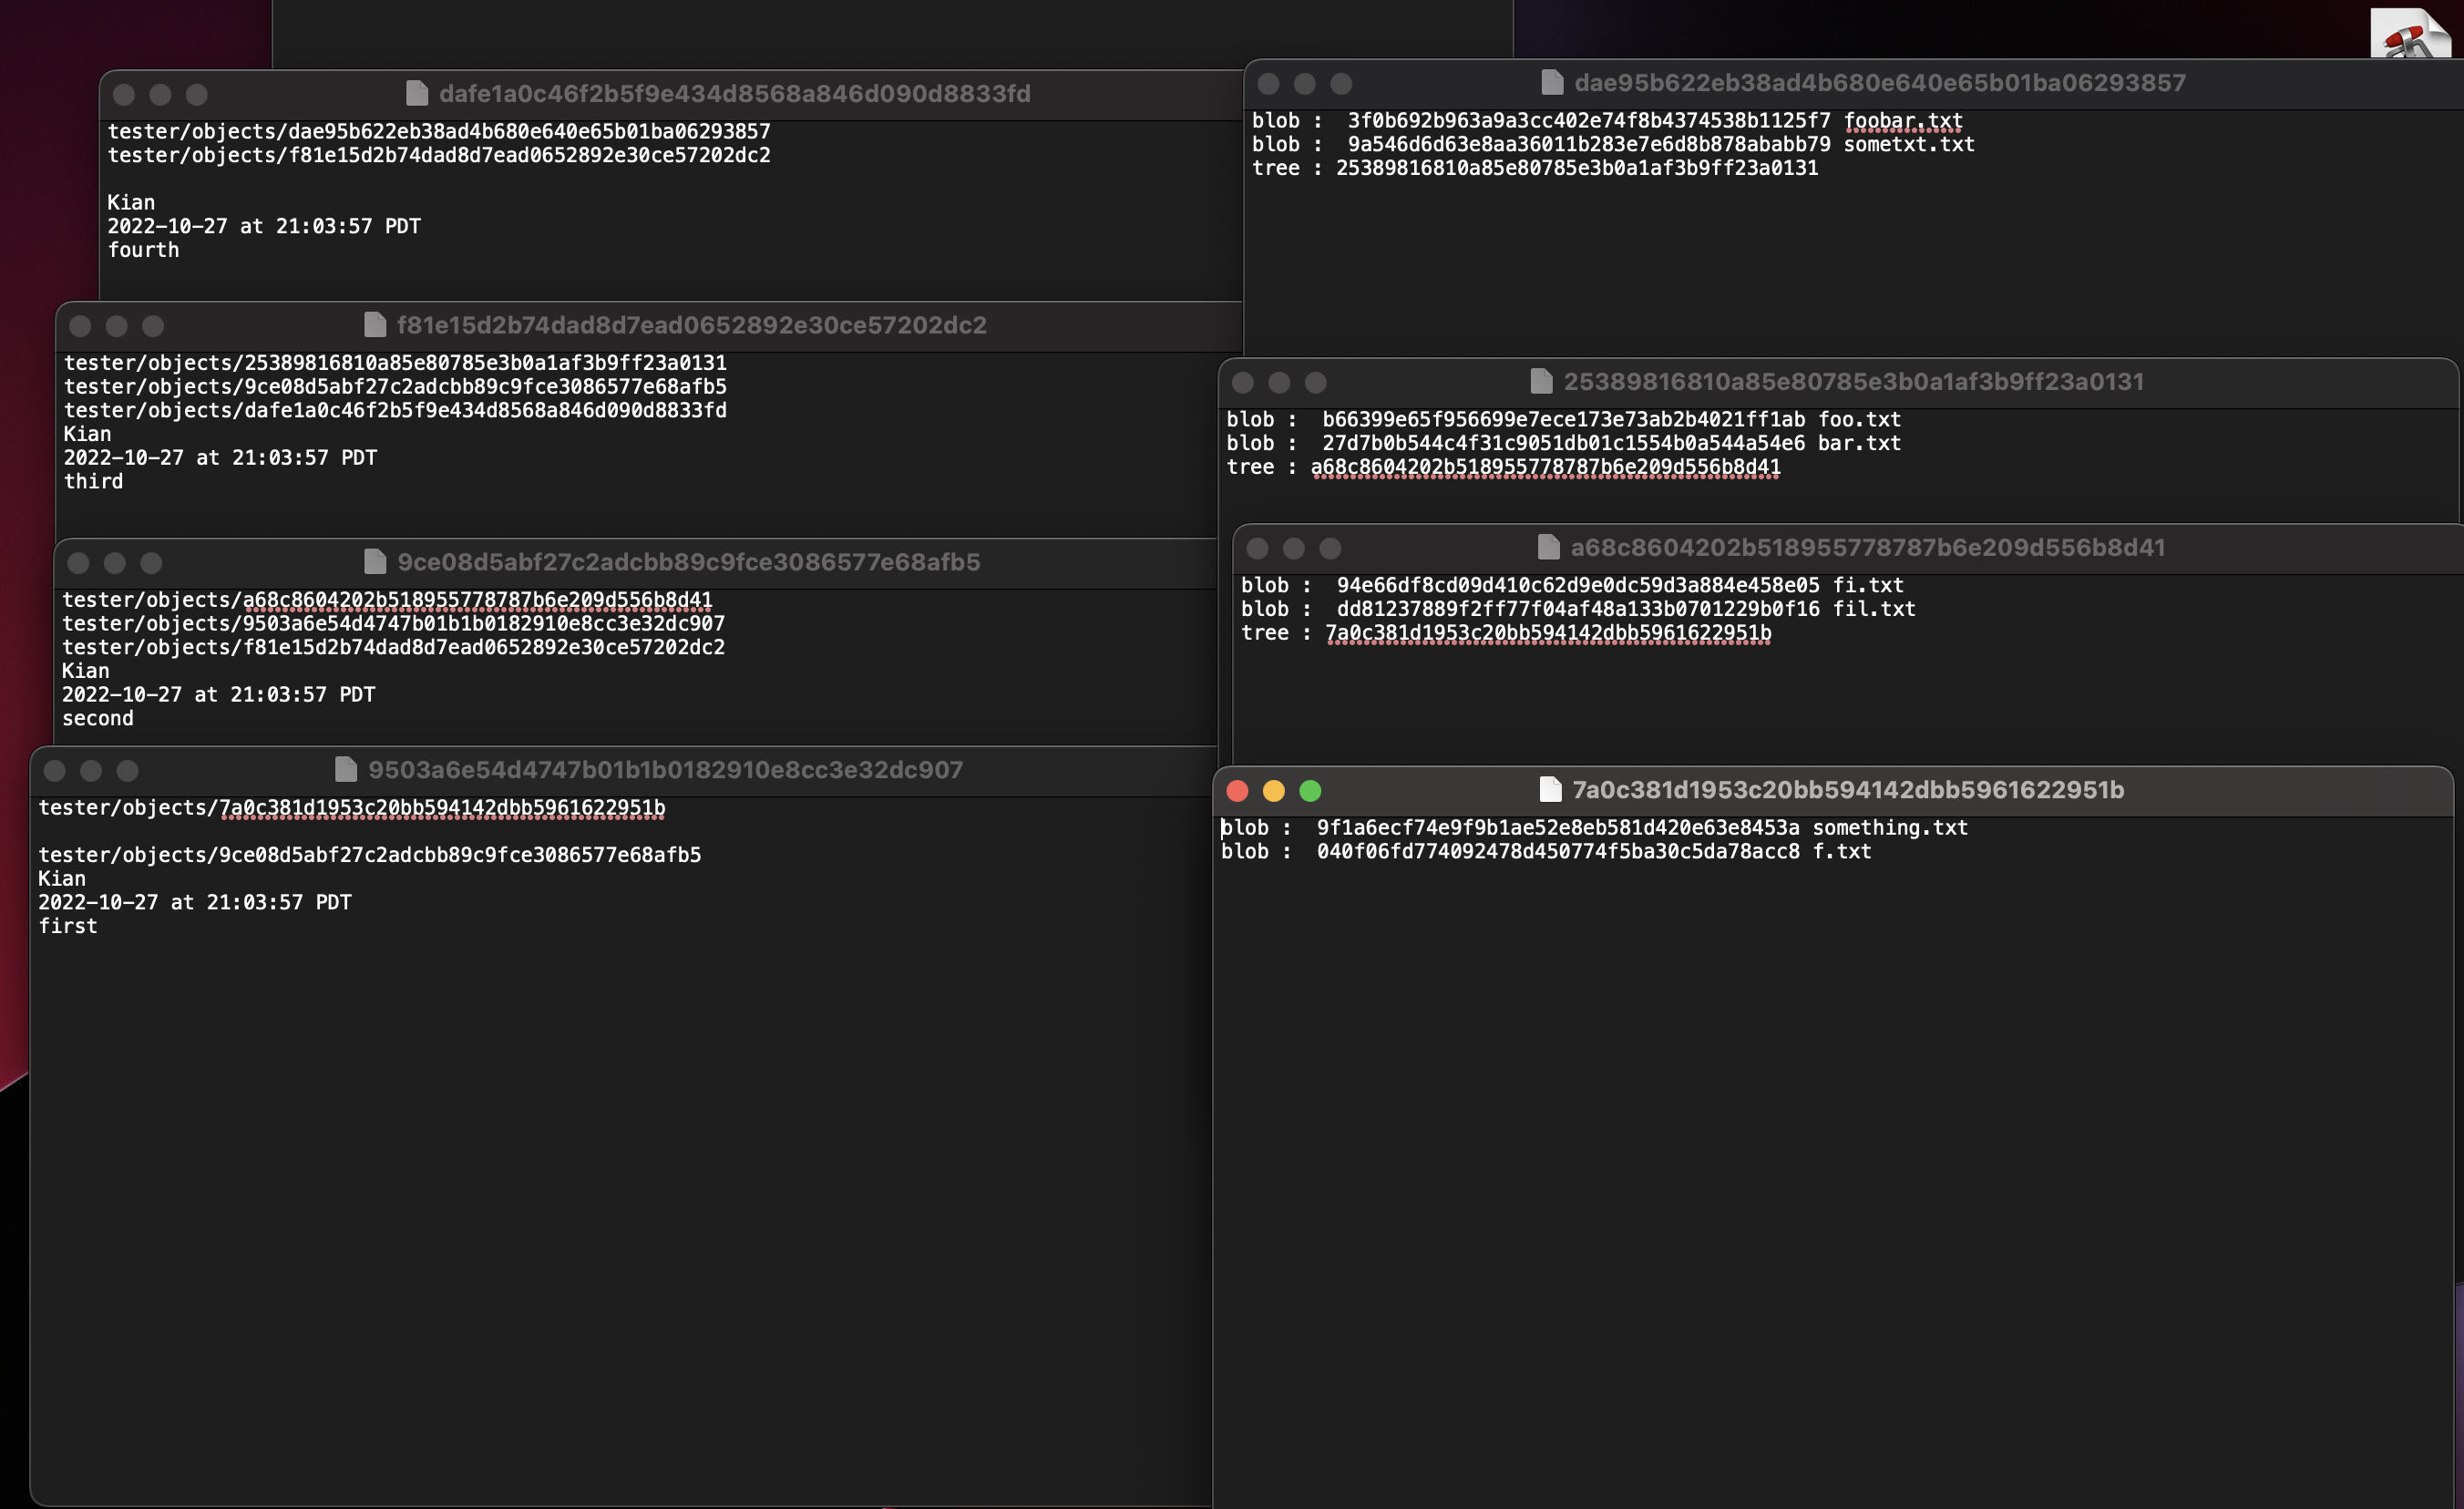 dafe1a0c46f2b5f9e434d8568a846d090d8833fd
tester/objects/dae95b622eb38ad4b680e640e65b01ba06293857
tester/objects/f81e15d2b74dad8d7ead0652892e30ce57202dc2
Kian
2022-10-27 at 21:03:57 PDT
fourth
f81e15d2b74dad8d7ead0652892e30ce57202dc2
tester/objects/25389816810a85e80785e3b0a1af3b9ff23a0131
tester/objects/9ce08d5abf27c2adcbb89c9fce3086577e68afb5
tester/objects/dafe1a0c46f2b5f9e434d8568a846d090d8833fd
Kian
2022-10-27 at 21:03:57 PDT
third
9ce08d5abf27c2adcbb89c9fce3086577e68afb5
tester/objects/a68c8604202b518955778787b6e209d556b8d41
tester/objects/9503a6e54d4747b01b1b0182910e8cc3e32dc907
tester/objects/f81e15d2b74dad8d7ead0652892e30ce57202dc2
Kian
2022-10-27 at 21:03:57 PDT
second
9503a6e54d4747b01b1b0182910e8cc3e32dc907
tester/objects/7a0c381d1953c20bb594142dbb5961622951b
tester/objects/9ce08d5abf27c2adcbb89c9fce3086577e68afb5
Kian
2022-10-27 at 21:03:57 PDT
first
dae95b622eb38ad4b680e640e65b01ba06293857
blob :  3f0b692b963a9a3cc402e74f8b4374538b1125f7 foobar.txt
blob :  9a546d6d63e8aa36011b283e7e6d8b878ababb79 sometxt.txt
tree : 25389816810a85e80785e3b0a1af3b9ff23a0131
25389816810a85e80785e3b0a1af3b9ff23a0131
blob :  b66399e65f956699e7ece173e73ab2b4021ff1ab foo.txt
blob :  27d7b0b544c4f31c9051db01c1554b0a544a54e6 bar.txt
tree : a68c8604202b518955778787b6e209d556b8d41
a68c8604202b518955778787b6e209d556b8d41
blob :  94e66df8cd09d410c62d9e0dc59d3a884e458e05 fi.txt
blob :  dd81237889f2ff77f04af48a133b0701229b0f16 fil.txt
tree : 7a0c381d1953c20bb594142dbb5961622951b
7a0c381d1953c20bb594142dbb5961622951b
blob :  9f1a6ecf74e9f9b1ae52e8eb581d420e63e8453a something.txt
blob :  040f06fd774092478d450774f5ba30c5da78acc8 f.txt